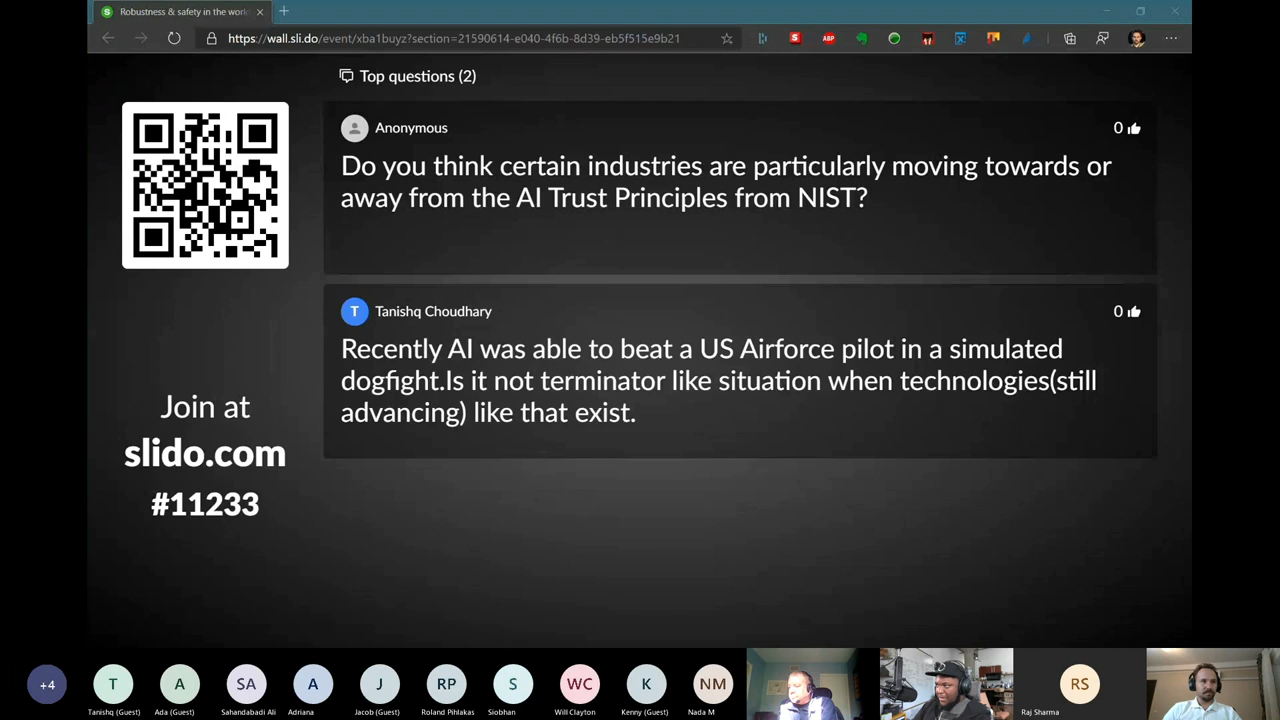 Robustness & safety in the worl
https://wall.sli.do/event/xba1buyz?section=21590614-e040-4f6b-8d39-eb5f515e9b21
ABP
Top questions (2)
Anonymous
0
Do you think certain industries are particularly moving towards or
away from the AI Trust Principles from NIST?
T
Tanishq Choudhary
0
Recently AI was able to beat a US Airforce pilot in a simulated
dogfight.Is it not terminator like situation when technologies(still
advancing) like that exist.
Join at
slido.com
#11233
+4
T
A
SA
A
J
RP
S
WC
K
NM
RS
Tanishq (Guest)
Ada (Guest)
Sahandabadi Ali
Adriana
Jacob (Guest)
Roland Pihlakas
Siobhan
Will Clayton
Kenny (Guest)
Nada M
Raj Sharma